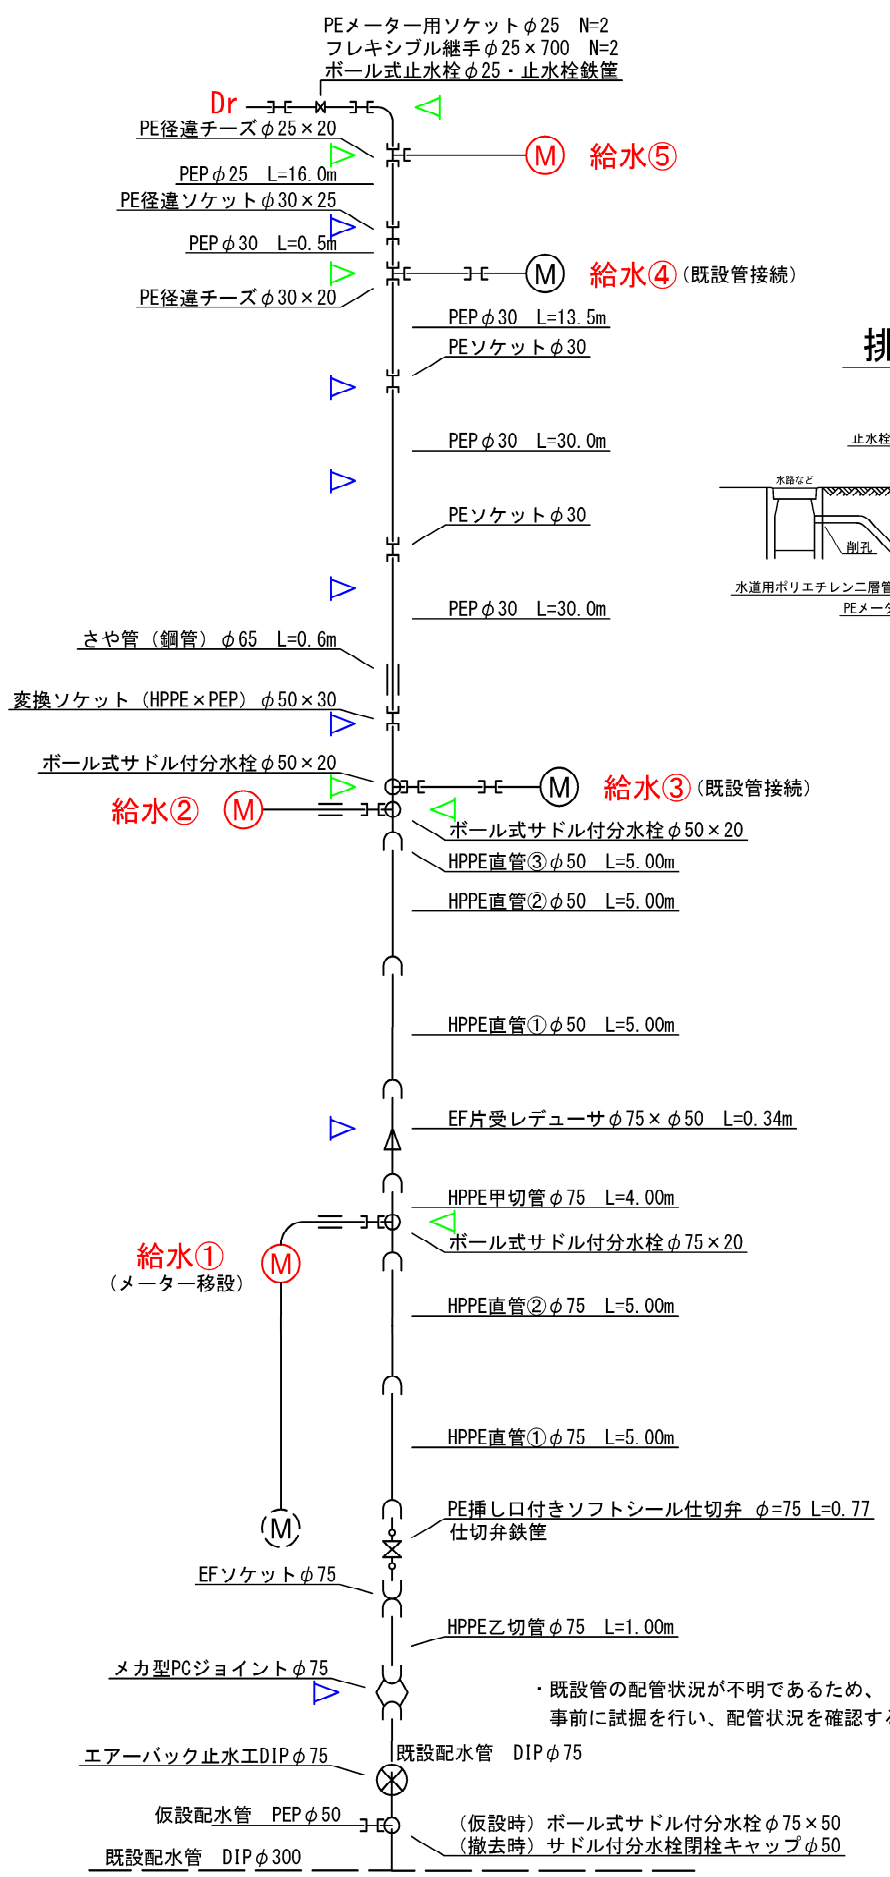 PEメーター用ソケットφ25　N=2
フレキシブル継手φ25×700　N=2
ボール式止水栓φ25・止水栓鉄筺
Dr
PE径違チーズφ25×20
M
給水⑤
PEPφ25　L=16.0m
PE径違ソケットφ30×25
PEPφ30　L=0.5m
M
給水④(既設管接続)
PE径違チーズφ30×20
PEPφ30　L=13.5m
PEソケットφ30
PEPφ30　L=30.0m
止水栓
水路など
PEソケットφ30
削孔
水道用ポリエチレン二層管
PEPφ30　L=30.0m
PEメータ
さや管（鋼管）φ65　L=0.6m
変換ソケット（HPPE×PEP）φ50×30
ボール式サドル付分水栓φ50×20
M
給水③(既設管接続)
給水②
M
ボール式サドル付分水栓φ50×20
HPPE直管③φ50　L=5.00m
HPPE直管②φ50　L=5.00m
HPPE直管①φ50　L=5.00m
EF片受レデューサφ75×φ50　L=0.34m
HPPE甲切管φ75　L=4.00m
ボール式サドル付分水栓φ75×20
給水①
M
(メーター移設)
HPPE直管②φ75　L=5.00m
HPPE直管①φ75　L=5.00m
PE挿し口付きソフトシール仕切弁　φ=75 L=0.77
仕切弁鉄筺
M
EFソケットφ75
HPPE乙切管φ75　L=1.00m
メカ型PCジョイントφ75
・既設管の配管状況が不明であるため、
事前に試掘を行い、配管状況を確認する
既設配水管　DIPφ75
エアーバック止水工DIPφ75
仮設配水管　PEPφ50
（仮設時）ボール式サドル付分水栓φ75×50
（撤去時）サドル付分水栓閉栓キャップφ50
既設配水管　DIPφ300